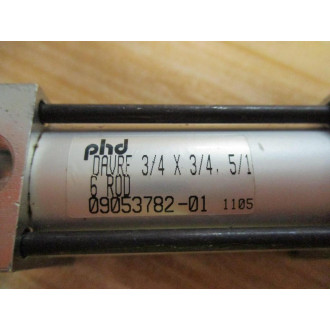 phd
DAVRF 3/4 X 3/4, 5/1
6 ROD
09053782-01 1105